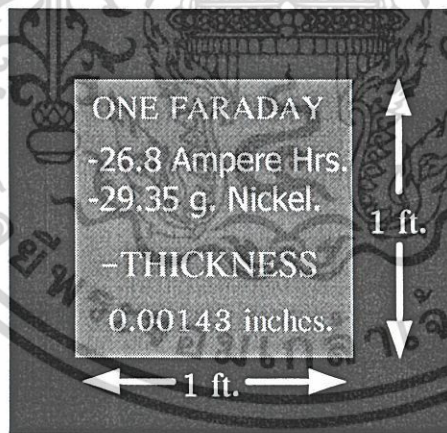 ONE FARADAY
-26.8 Ampere Hrs.
-29.35 g. Nickel.
1 ft.
–THICKNESS
0.00143 inches.
1 ft.